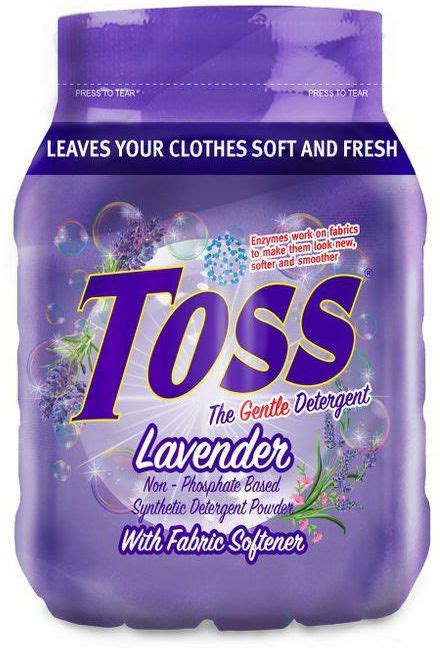 PRESS TO TEAR PRESS TO TEAR
LEAVES YOUR CLOTHES SOFT AND FRESH
Enzymes work on fabrics
to make them look new,
softer and smoother
TOSS®
The Gentle Detergent
Lavender
Non - Phosphate Based
Synthetic Detergent Powder
With Fabric Softener